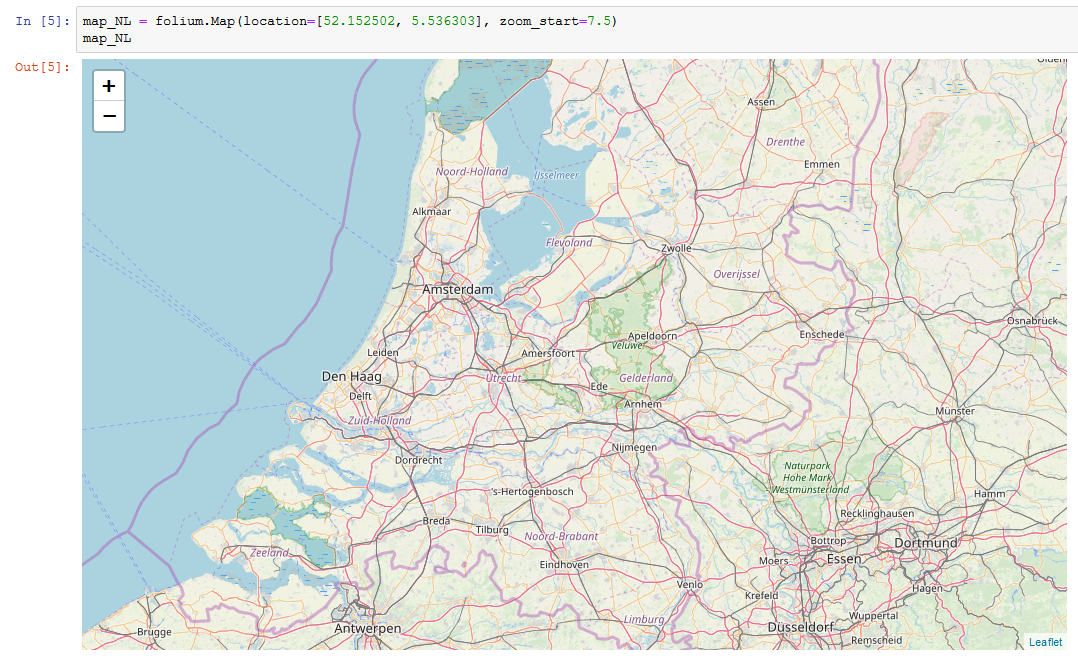 In [5]: map_NL = folium.Map(location=[52.152502, 5.536303], zoom_start=7.5)
map_NL
Out[5]:
+
−
Assen
Drenthe
Noord-Holland
IJsselmeer
Emmen
Alkmaar
Flevoland
Zwolle
Overijssel
Amsterdam
Osnabrück
Apeldoorn
Enschede
Veluwe
Leiden
Amersfoort
Den Haag
Utrecht
Gelderland
Ede
Delft
Arnhem
Münster
Zuid-Holland
Nijmegen
Dordrecht
Naturpark
Hohe Mark
Westmünsterland
's-Hertogenbosch
Hamm
Recklinghausen
Breda
Tilburg
Noord-Brabant
Bottrop
Dortmund
Zeeland
Eindhoven
Moers
Essen
Venlo
Hagen
Krefeld
Limburg
Wuppertal
Brugge
Antwerpen
Düsseldorf
Remscheid
Leaflet